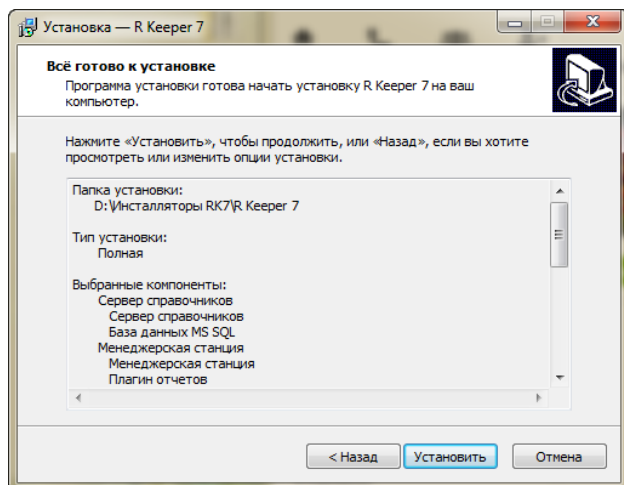 Установка — R Keeper 7
Всё готово к установке
Программа установки готова начать установку R Keeper 7 на ваш
компьютер.
Нажмите «Установить», чтобы продолжить, или «Назад», если вы хотите
просмотреть или изменить опции установки.
Папка установки:
D:\Инсталляторы RK7\R Keeper 7
Тип установки:
Полная
Выбранные компоненты:
Сервер справочников
Сервер справочников
База данных MS SQL
Менеджерская станция
Менеджерская станция
Плагин отчетов
< Назад
Установить
Отмена